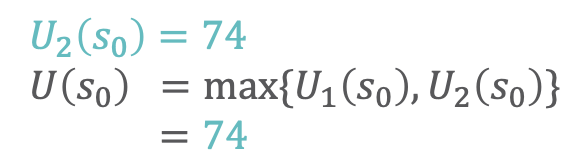 U₂(s₀) = 74
U(s₀) = max{U₁(s₀), U₂(s₀)}
= 74